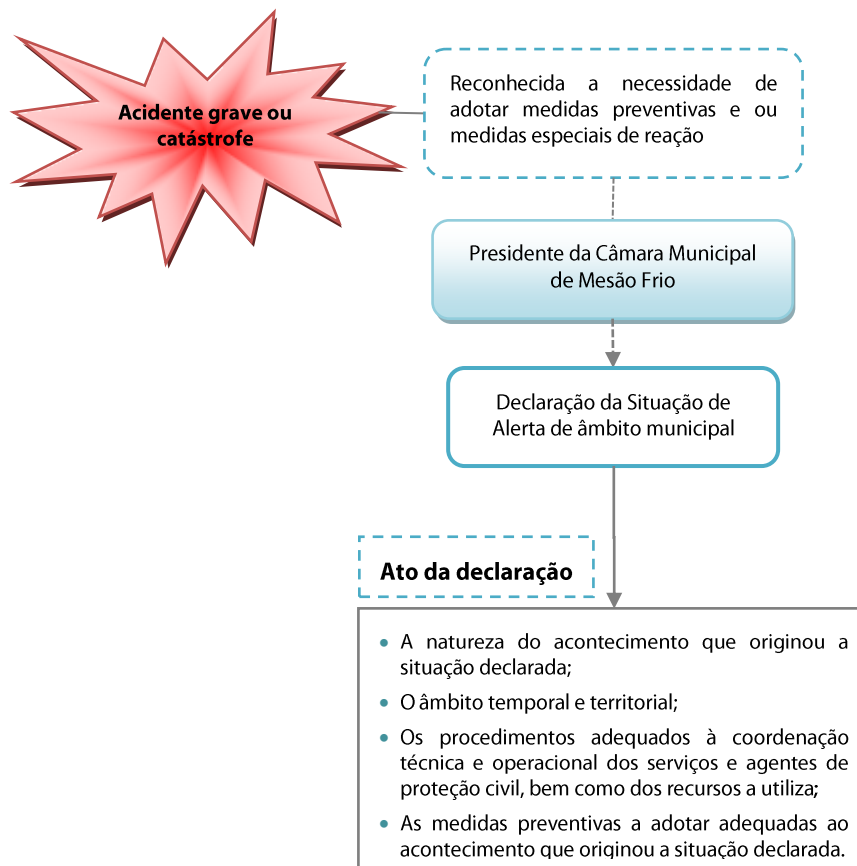 Acidente grave ou
catástrofe
Reconhecida a necessidade de
adotar medidas preventivas e ou
medidas especiais de reação
Presidente da Câmara Municipal
de Mesão Frio
Declaração da Situação de
Alerta de âmbito municipal
Ato da declaração
• A natureza do acontecimento que originou a
situação declarada;
• O âmbito temporal e territorial;
• Os procedimentos adequados à coordenação
técnica e operacional dos serviços e agentes de
proteção civil, bem como dos recursos a utiliza;
• As medidas preventivas a adotar adequadas ao
acontecimento que originou a situação declarada.